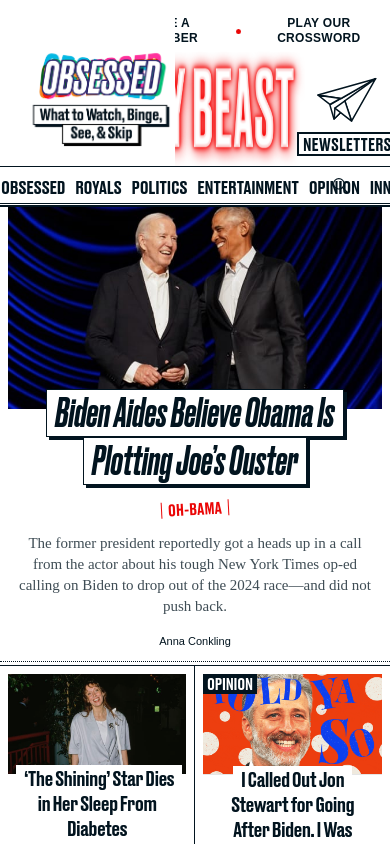 E A
BER
PLAY OUR
CROSSWORD
OBSESSED
What to Watch, Binge,
See, & Skip
Y BEAST
NEWSLETTERS
OBSESSED ROYALS POLITICS ENTERTAINMENT OPINION INN
Biden Aides Believe Obama Is
Plotting Joe’s Ouster
OH-BAMA
The former president reportedly got a heads up in a call
from the actor about his tough New York Times op-ed
calling on Biden to drop out of the 2024 race—and did not
push back.
Anna Conkling
‘The Shining’ Star Dies
in Her Sleep From
Diabetes
OPINION
OLD YA
SO
I Called Out Jon
Stewart for Going
After Biden. I Was